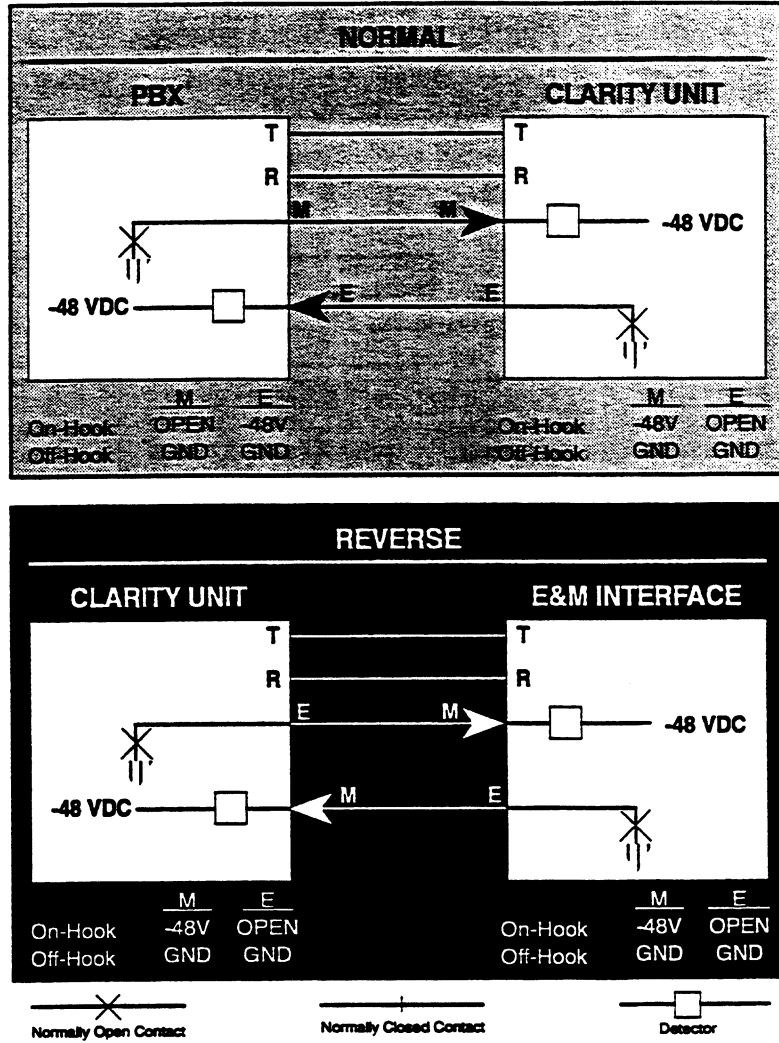 NORMAL
PBX
CLARITY UNIT
T
T
R
R
M
M
-48 VDC
-48 VDC
E
E
M
E
M
E
On-Hook
OPEN
-48V
On-Hook
-48V
OPEN
Off-Hook
GND
GND
Off-Hook
GND
GND
REVERSE
CLARITY UNIT
E&M INTERFACE
T
T
R
R
E
M
-48 VDC
-48 VDC
M
E
M
E
M
E
On-Hook
-48V
OPEN
On-Hook
-48V
OPEN
Off-Hook
GND
GND
Off-Hook
GND
GND
Normally Open Contact
Normally Closed Contact
Detector